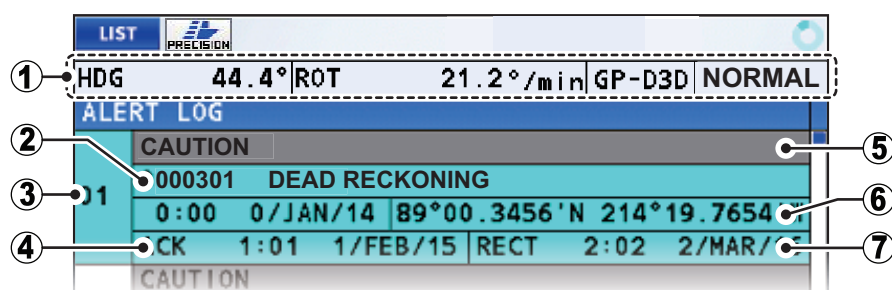 LIST PRECISION
1 HDG 44.4° ROT 21.2°/min GP-D3D NORMAL
ALERT LOG
2 CAUTION 5
000301 DEAD RECKONING
3 01
0:00 0/JAN/14 89°00.3456'N 214°19.7654 6
4 ACK 1:01 1/FEB/15 RECT 2:02 2/MAR/ 7
CAUTION